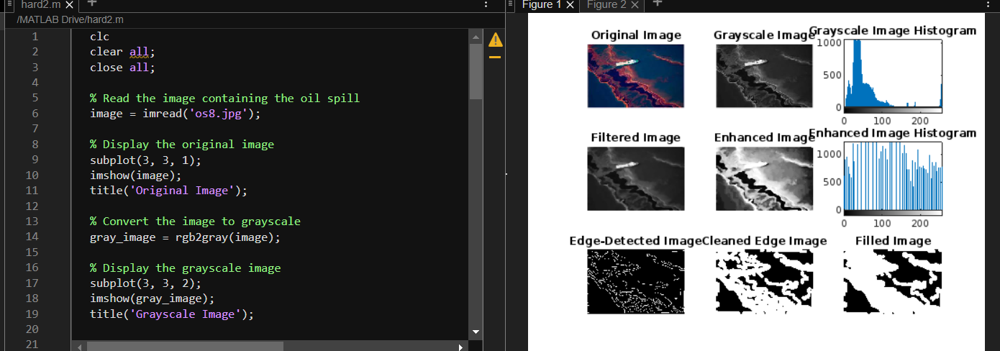 hard2.m × +
/MATLAB Drive/hard2.m
1 clc
2 clear all;
3 close all;
4
5 % Read the image containing the oil spill
6 image = imread('os8.jpg');
7
8 % Display the original image
9 subplot(3, 3, 1);
10 imshow(image);
11 title('Original Image');
12
13 % Convert the image to grayscale
14 gray_image = rgb2gray(image);
15
16 % Display the grayscale image
17 subplot(3, 3, 2);
18 imshow(gray_image);
19 title('Grayscale Image');
20
21
Figure 1 × Figure 2 × +
Original Image
Grayscale Image
Grayscale Image Histogram
1000
500
0
0 100 200
Filtered Image
Enhanced Image
Enhanced Image Histogram
1000
500
0
0 100 200
Edge-Detected Image
Cleaned Edge Image
Filled Image